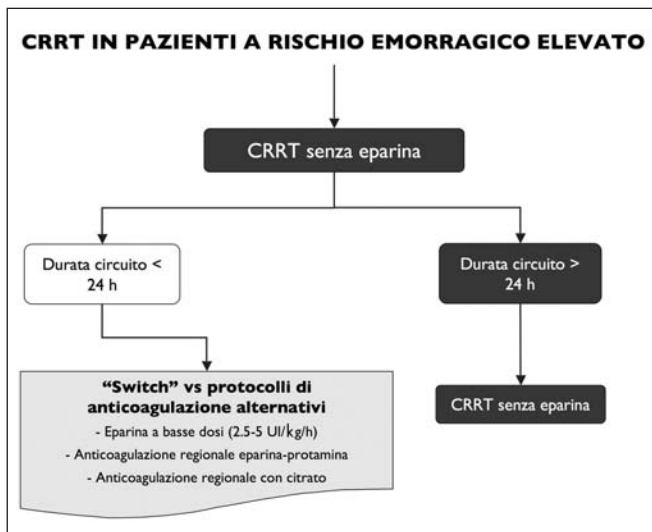 CRRT IN PAZIENTI A RISCHIO EMORRAGICO ELEVATO
CRRT senza eparina
Durata circuito <
24 h
Durata circuito >
24 h
“Switch” vs protocolli di
anticoagulazione alternativi
- Eparina a basse dosi (2.5-5 UI/kg/h)
- Anticoagulazione regionale eparina-protamina
- Anticoagulazione regionale con citrato
CRRT senza eparina